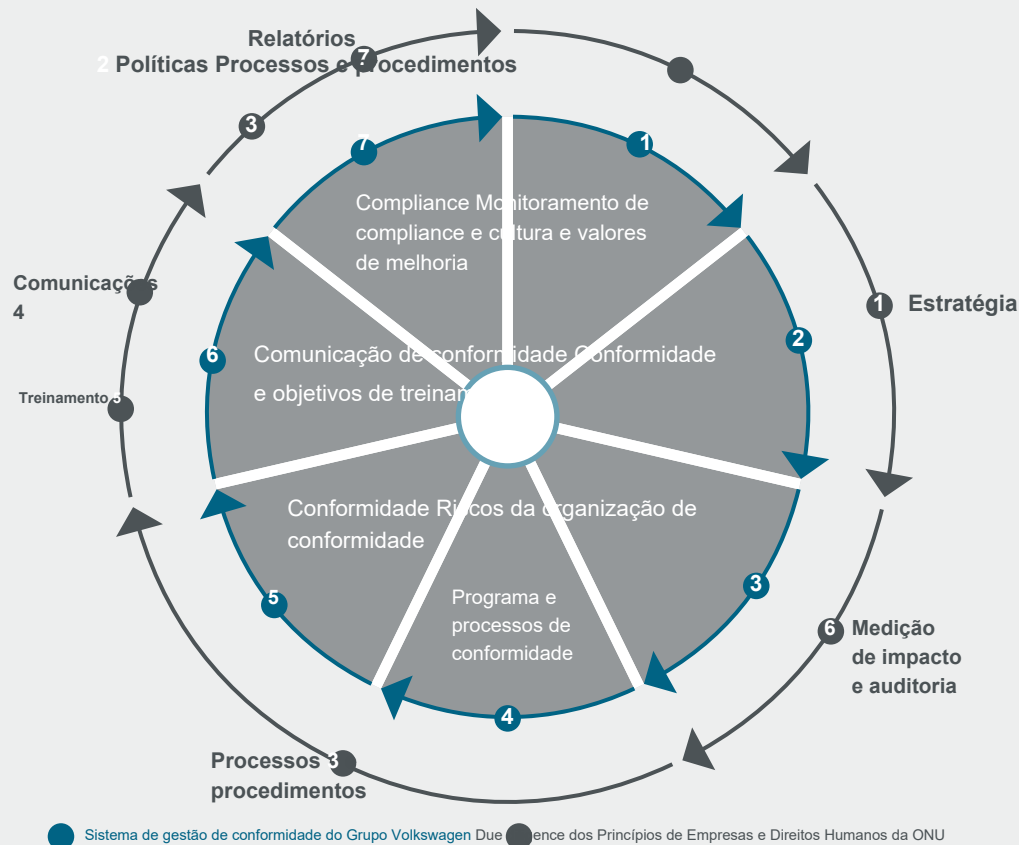 Relatórios
7
2 Políticas Processos e procedimentos
3
7
1
Compliance Monitoramento de
compliance e cultura e valores
de melhoria
Comunicações
4
1 Estratégia
2
6
Comunicação de conformidade Conformidade
e objetivos de treinam
Treinamento 5
Conformidade Riscos da organização de
conformidade
3
5
Programa e
processos de
conformidade
6 Medição
de impacto
e auditoria
4
Processos 3
procedimentos
Sistema de gestão de conformidade do Grupo Volkswagen Due ence dos Princípios de Empresas e Direitos Humanos da ONU